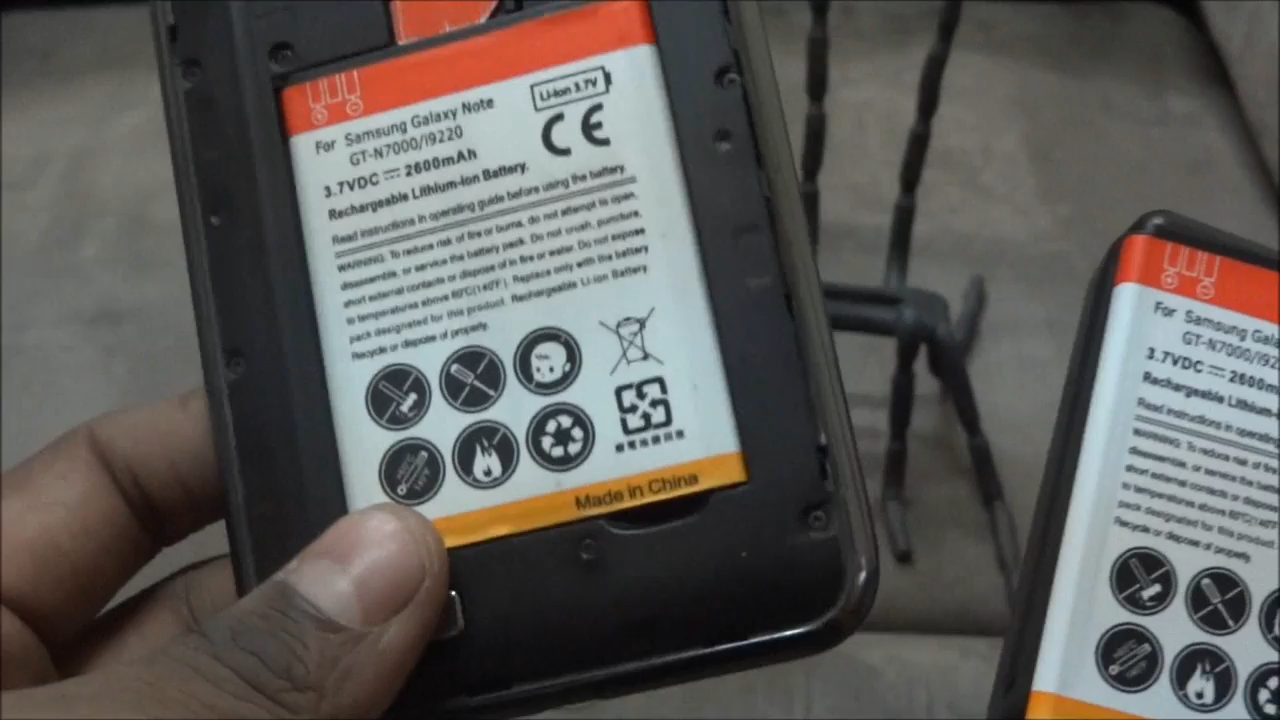 Li-Ion 3.7V
For Samsung Galaxy Note
GT-N7000/i9220
3.7VDC 2600mAh
Rechargeable Lithium-Ion Battery.
Read instructions in operating guide before using the battery.
WARNING: To reduce risk of fire or burns, do not attempt to open,
disassemble, or service the battery pack. Do not crush, puncture,
short external contacts or dispose of in fire or water. Do not expose
to temperatures above 60°C(140°F). Replace only with the battery
pack designated for this product. Rechargeable Li-Ion Battery.
Recycle or dispose of properly.
CE
Made in China
For Samsung Gala
GT-N7000/i92
3.7VDC 2600m
Rechargeable Lithium-
Read instructions in operating
WARNING: To reduce risk of fire
disassemble, or service the batte
short external contacts or dispose
to temperatures above 60°C(140°
pack designated for this product.
Recycle or dispose of properly.